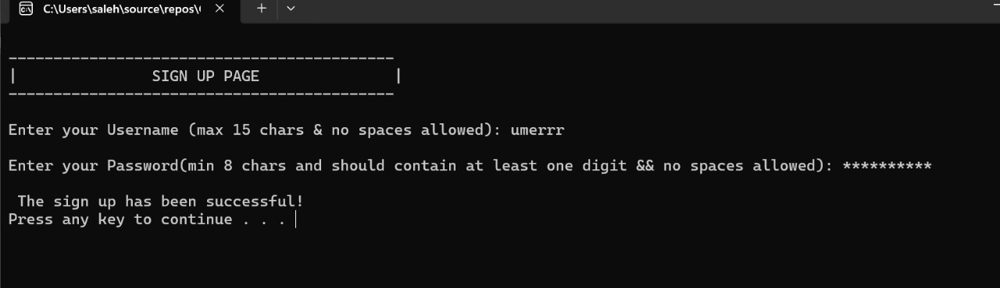 C:\Users\saleh\source\repos\
-------------------------------------------
| SIGN UP PAGE |
-------------------------------------------
Enter your Username (max 15 chars & no spaces allowed): umerrr
Enter your Password(min 8 chars and should contain at least one digit && no spaces allowed): **********
The sign up has been successful!
Press any key to continue . . .